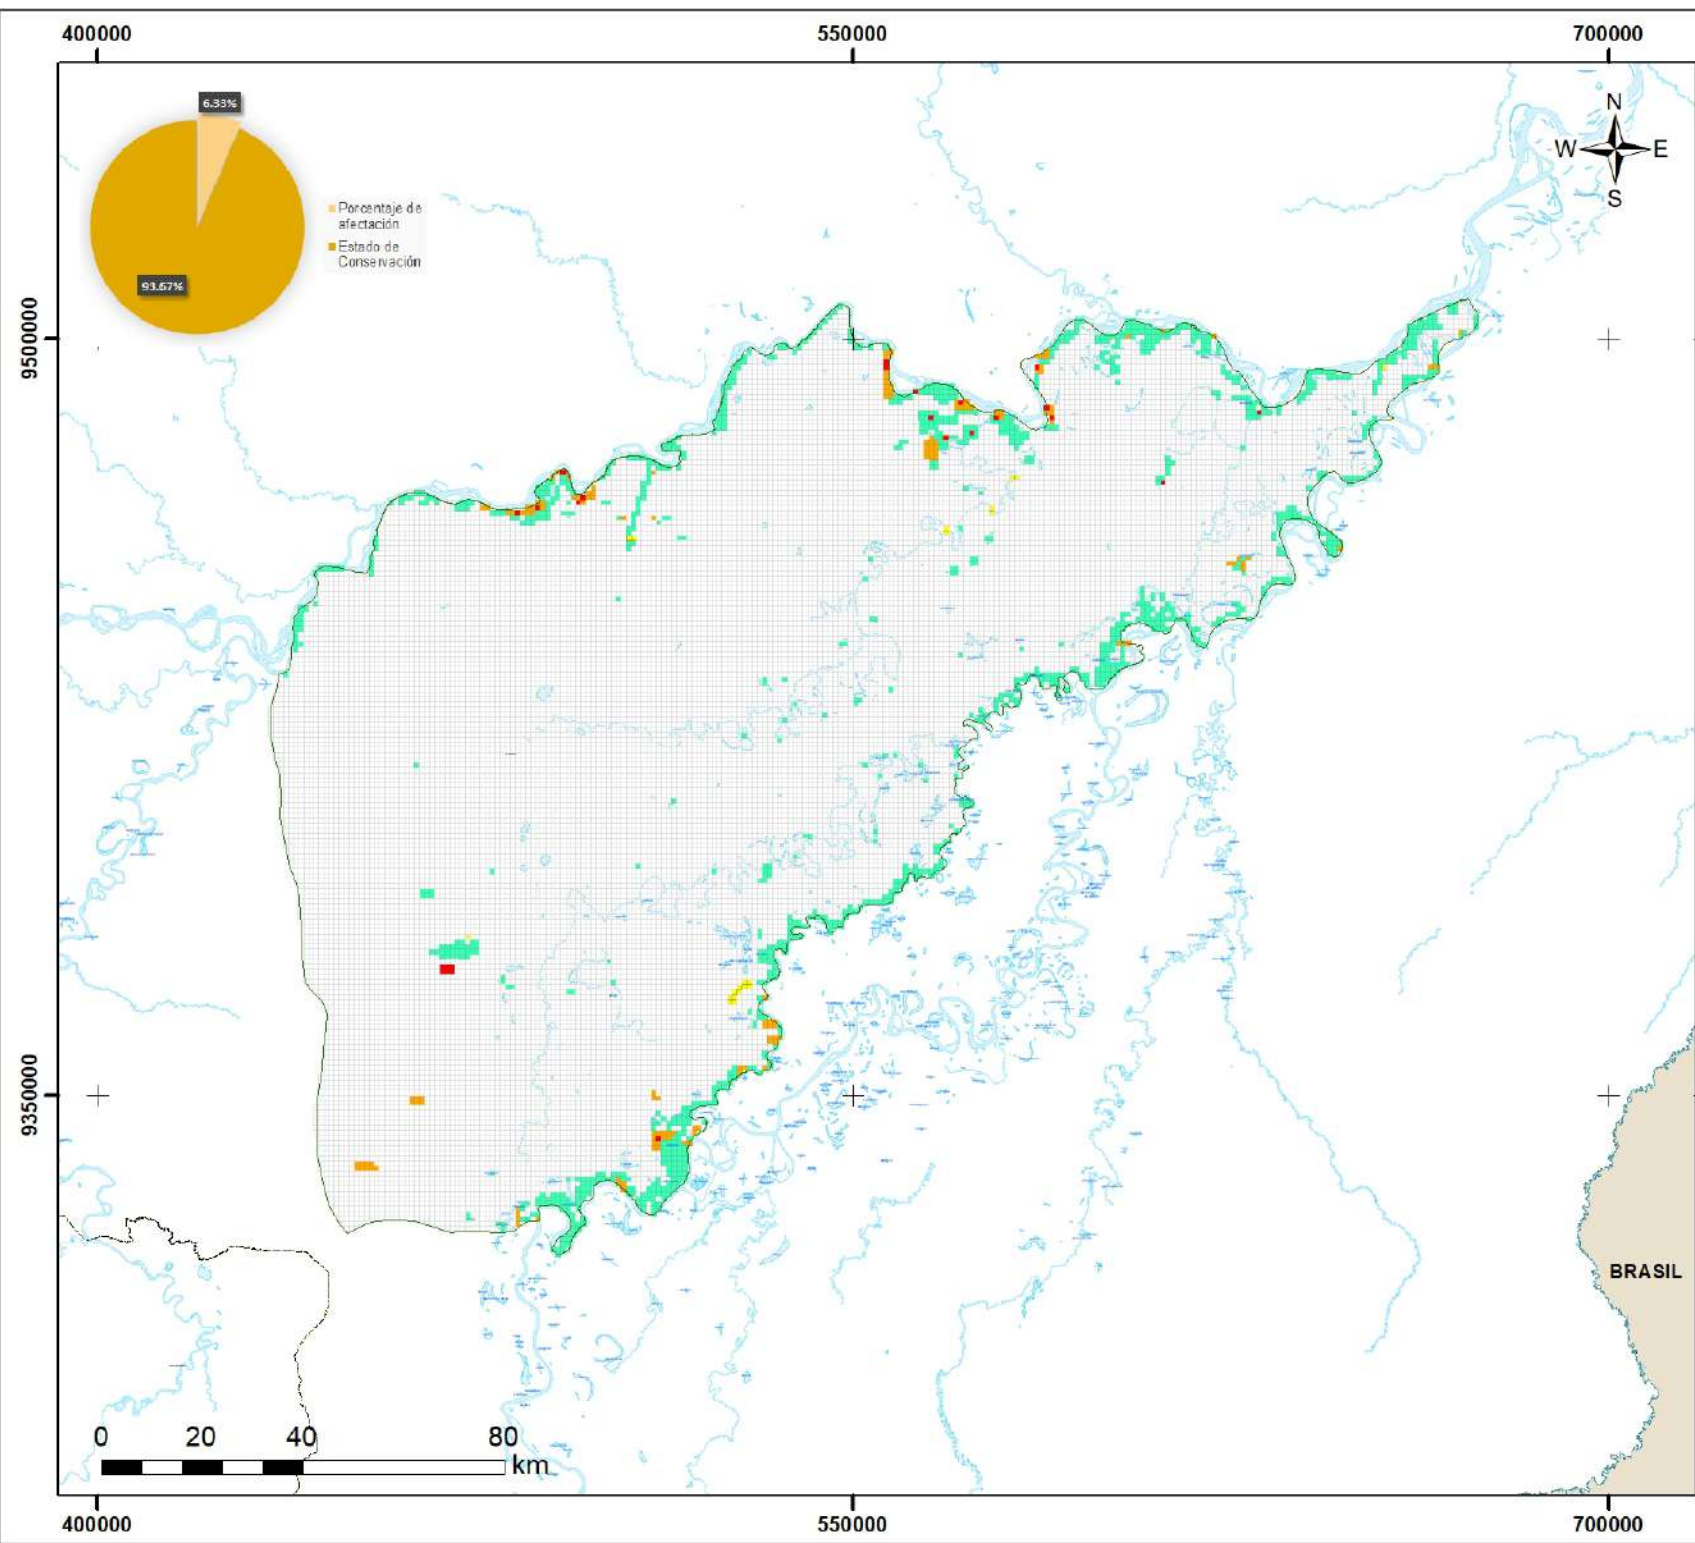 400000 550000 700000
6.33%
N
W E
S
Porcentaje de
afectación
Estado de
Conservación
93.67%
9500000
9350000
BRASIL
0 20 40 80
km
400000 550000 700000